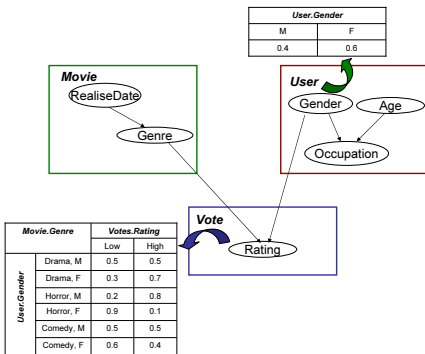 User.Gender
M F
0.4 0.6
Movie
RealiseDate
Genre
User
Gender Age
Occupation
Vote
Rating
Movie.Genre Votes.Rating
Low High
User.Gender
Drama, M 0.5 0.5
Drama, F 0.3 0.7
Horror, M 0.2 0.8
Horror, F 0.9 0.1
Comedy, M 0.5 0.5
Comedy, F 0.6 0.4